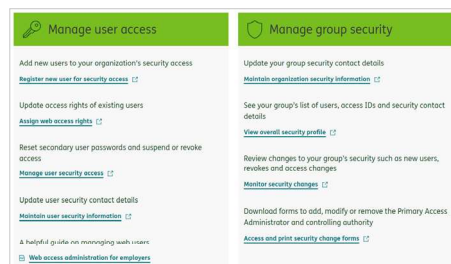 Manage user access
Add new users to your organization's security access
Register new user for security access
Update access rights of existing users
Assign web access rights
Reset secondary user passwords and suspend or revoke
access
Manage user security access
Update user security contact details
Maintain user security information
A helpful guide on managing web users
Web access administration for employers
Manage group security
Update your group security contact details
Maintain organization security information
See your group's list of users, access IDs and security contact
details
View overall security profile
Review changes to your group's security such as new users,
revokes and access changes
Monitor security changes
Download forms to add, modify or remove the Primary Access
Administrator and controlling authority
Access and print security change forms